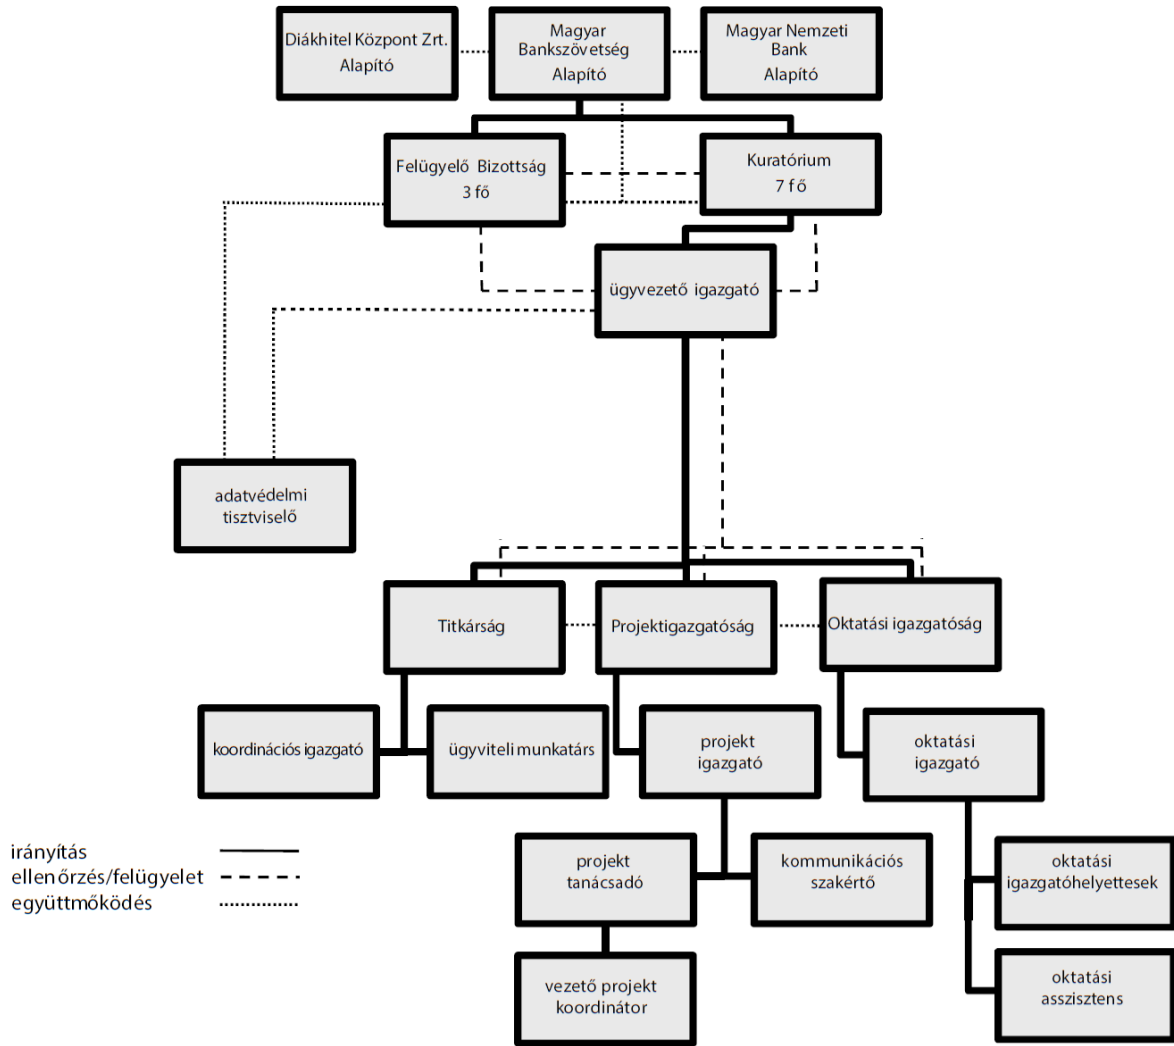 Diákhitel Központ Zrt.
Alapító
Magyar
Bankszövetség
Alapító
Magyar Nemzeti
Bank
Alapító
Felügyelő Bizottság
3 fő
Kuratórium
7 fő
ügyvezető igazgató
adatvédelmi
tisztviselő
Titkárság
Projektigazgatóság
Oktatási igazgatóság
koordinációs igazgató
ügyviteli munkatárs
projekt
igazgató
oktatási
igazgató
irányítás
ellenőrzés/felügyelet
együttmőködés
projekt
tanácsadó
kommunikációs
szakértő
oktatási
igazgatóhelyettesek
vezető projekt
koordinátor
oktatási
asszisztens